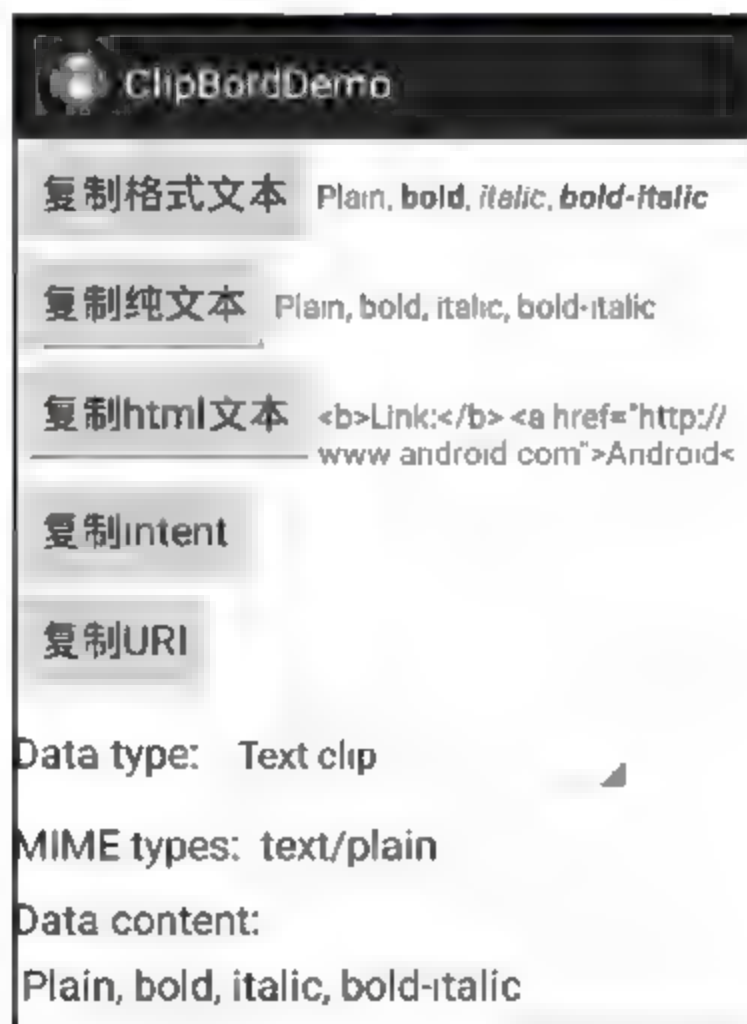 ClipBordDemo
复制格式文本 Plain, bold, italic, bold-italic
复制纯文本 Plain, bold, italic, bold-italic
复制html文本 <b>Link:</b> <a href="http://
www.android.com">Android<
复制intent
复制URI
Data type: Text clip
MIME types: text/plain
Data content:
Plain, bold, italic, bold-italic